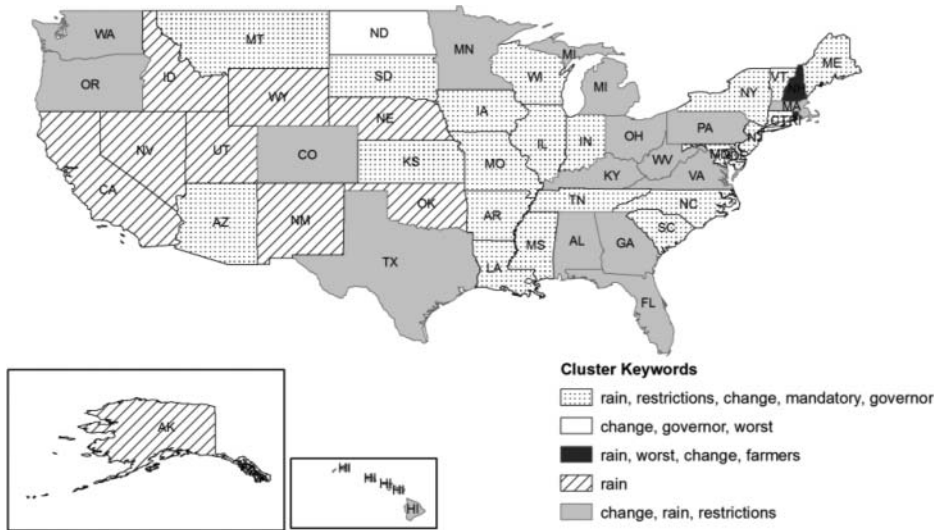 WA
MT
ND
MN
MI
ME
VT
OR
ID
SD
WI
MI
NY
WY
MA
IA
CT RI
NE
PA
NV
UT
IL
IN
OH
NJ
CO
WV
CA
KS
MO
KY
VA
TN
NC
AZ
NM
OK
AR
SC
MS
AL
GA
TX
LA
FL
Cluster Keywords
rain, restrictions, change, mandatory, governor
change, governor, worst
rain, worst, change, farmers
rain
change, rain, restrictions
AK
HI
HI
HI
HI
HI